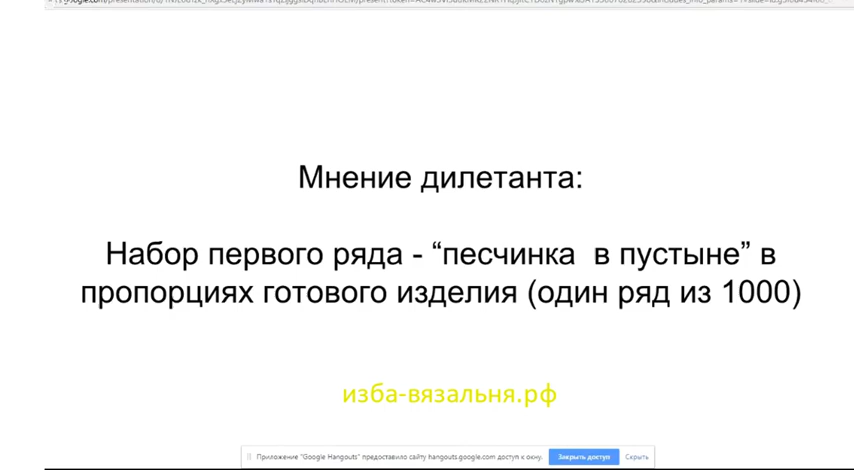 Мнение дилетанта:
Набор первого ряда - “песчинка в пустыне” в
пропорциях готового изделия (один ряд из 1000)
изба-вязальня.рф
Приложение "Google Hangouts" предоставило сайту hangouts.google.com доступ к окну. Закрыть доступ Скрыть